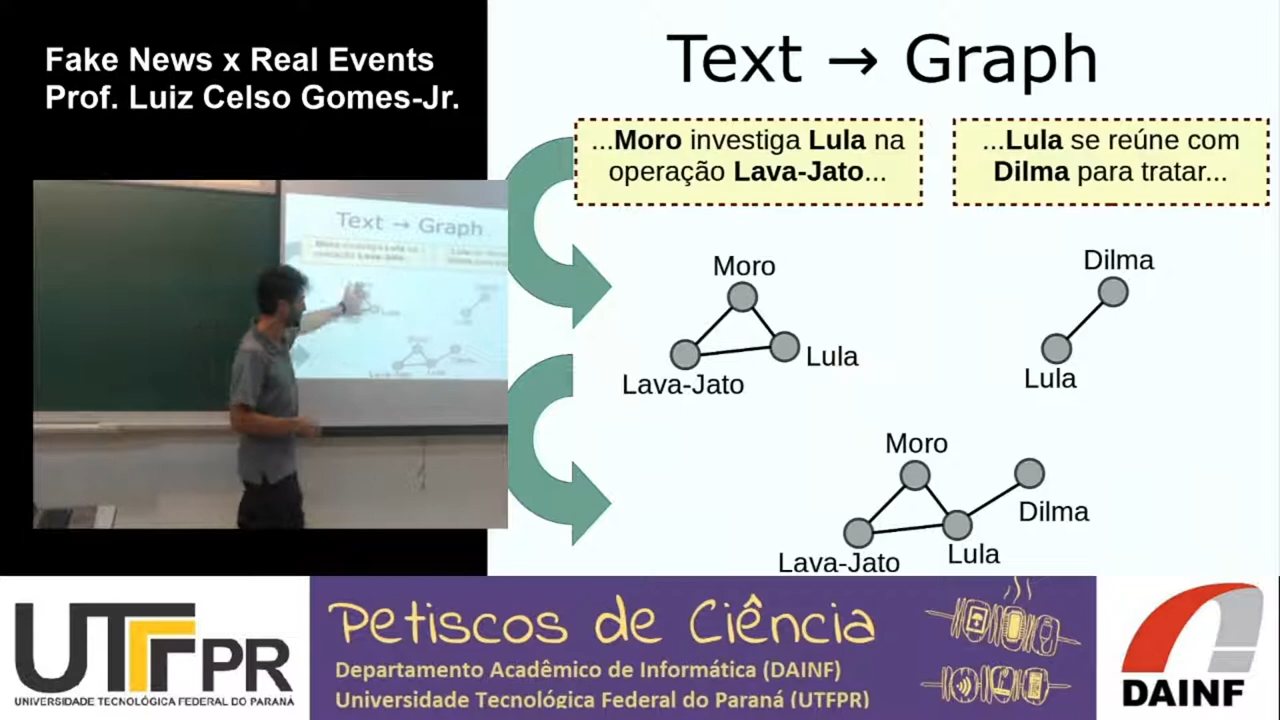 Fake News x Real Events
Prof. Luiz Celso Gomes-Jr.
Text → Graph
...Moro investiga Lula na
operação Lava-Jato...
...Lula se reúne com
Dilma para tratar...
Moro
Lava-Jato
Lula
Dilma
Lula
Moro
Dilma
Lava-Jato
Lula
Text → Graph
UTFPR
UNIVERSIDADE TECNOLÓGICA FEDERAL DO PARANÁ
Petiscos de Ciência
Departamento Acadêmico de Informática (DAINF)
Universidade Tecnológica Federal do Paraná (UTFPR)
DAINF